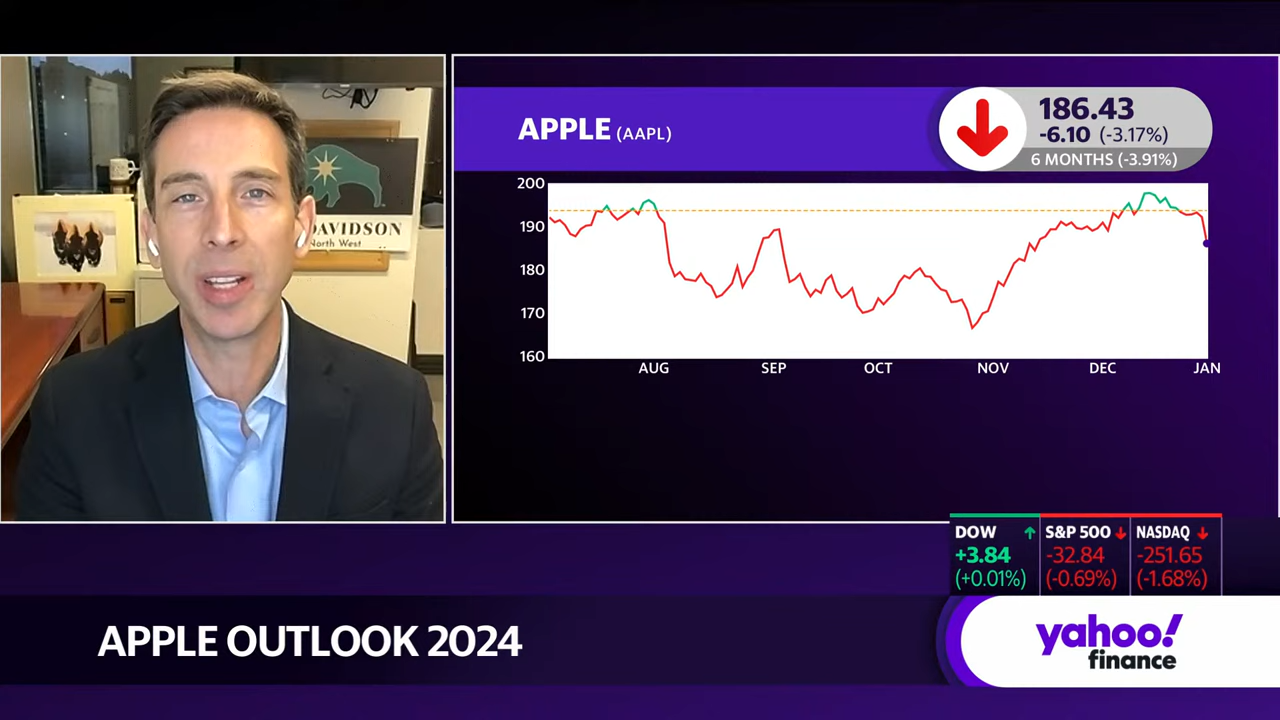 DAVIDSON
North West
APPLE (AAPL)
186.43
-6.10 (-3.17%)
6 MONTHS (-3.91%)
200
190
180
170
160
AUG SEP OCT NOV DEC JAN
DOW S&P 500 NASDAQ
+3.84 -32.84 -251.65
(+0.01%) (-0.69%) (-1.68%)
APPLE OUTLOOK 2024
yahoo!
finance